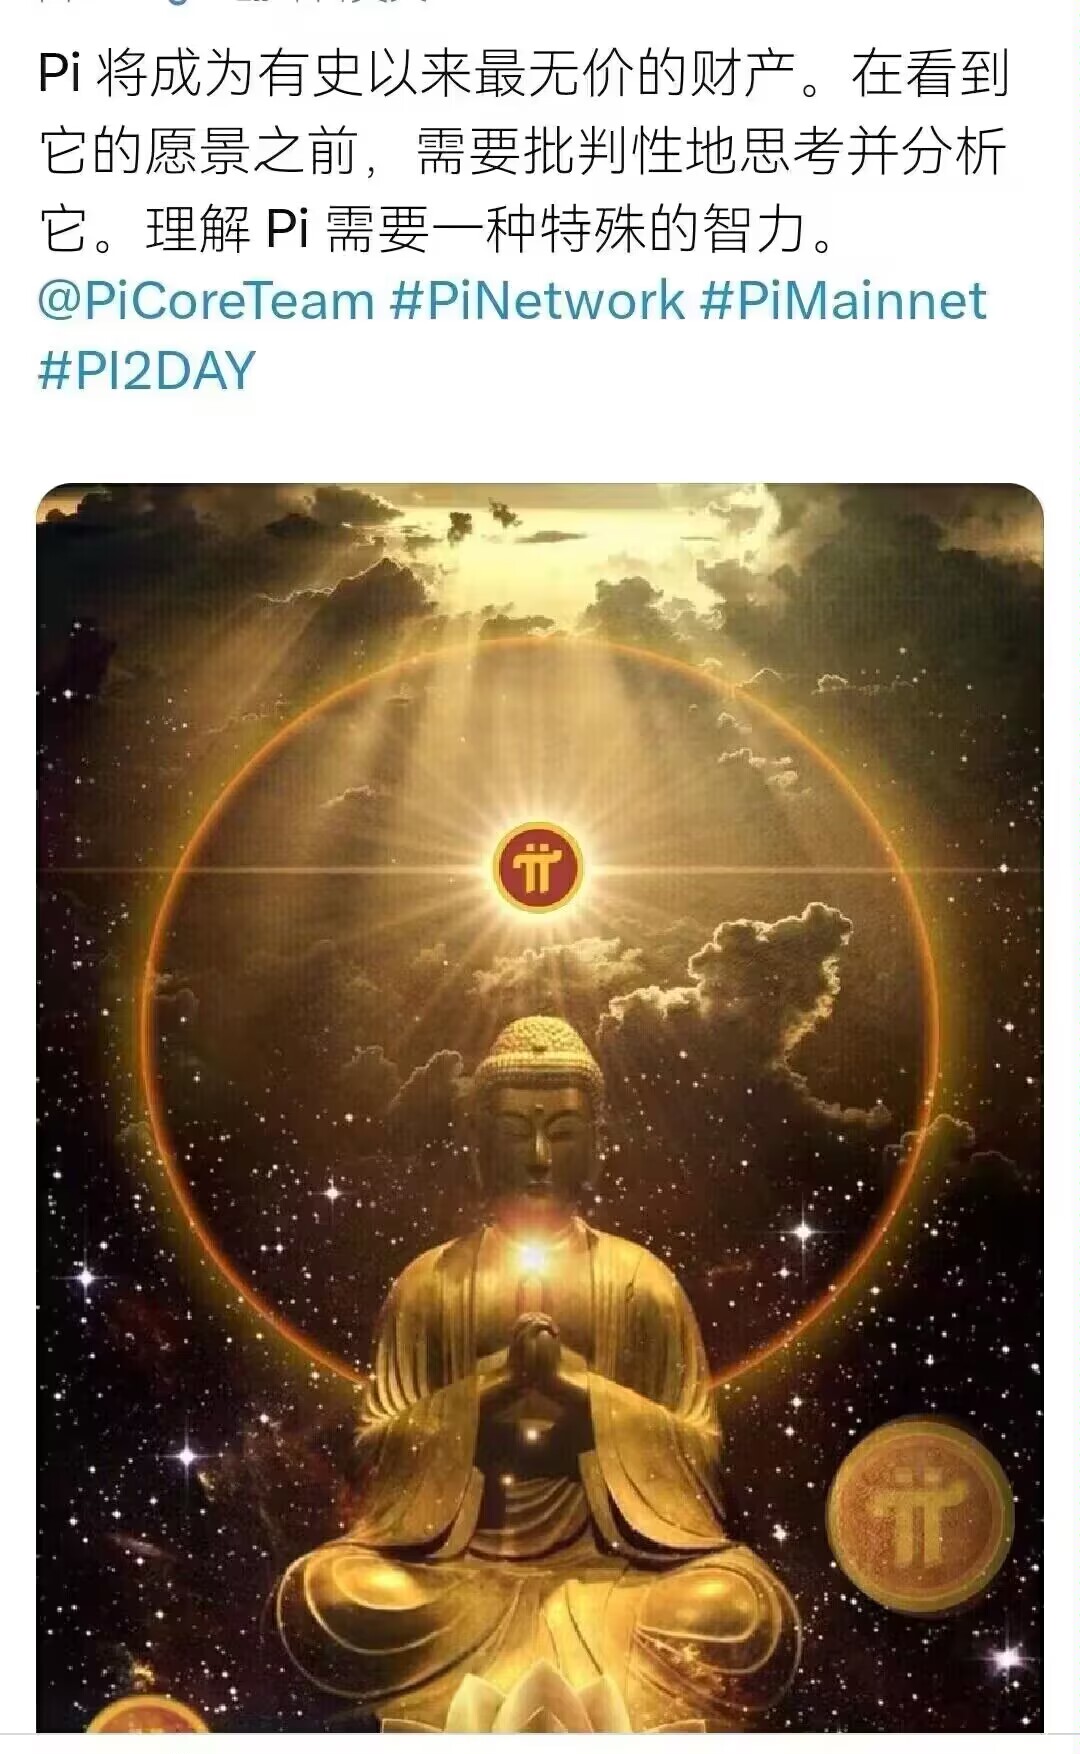 Pi 将成为有史以来最无价的财产。在看到
它的愿景之前，需要批判性地思考并分析
它。理解 Pi 需要一种特殊的智力。
@PiCoreTeam #PiNetwork #PiMainnet
#PI2DAY